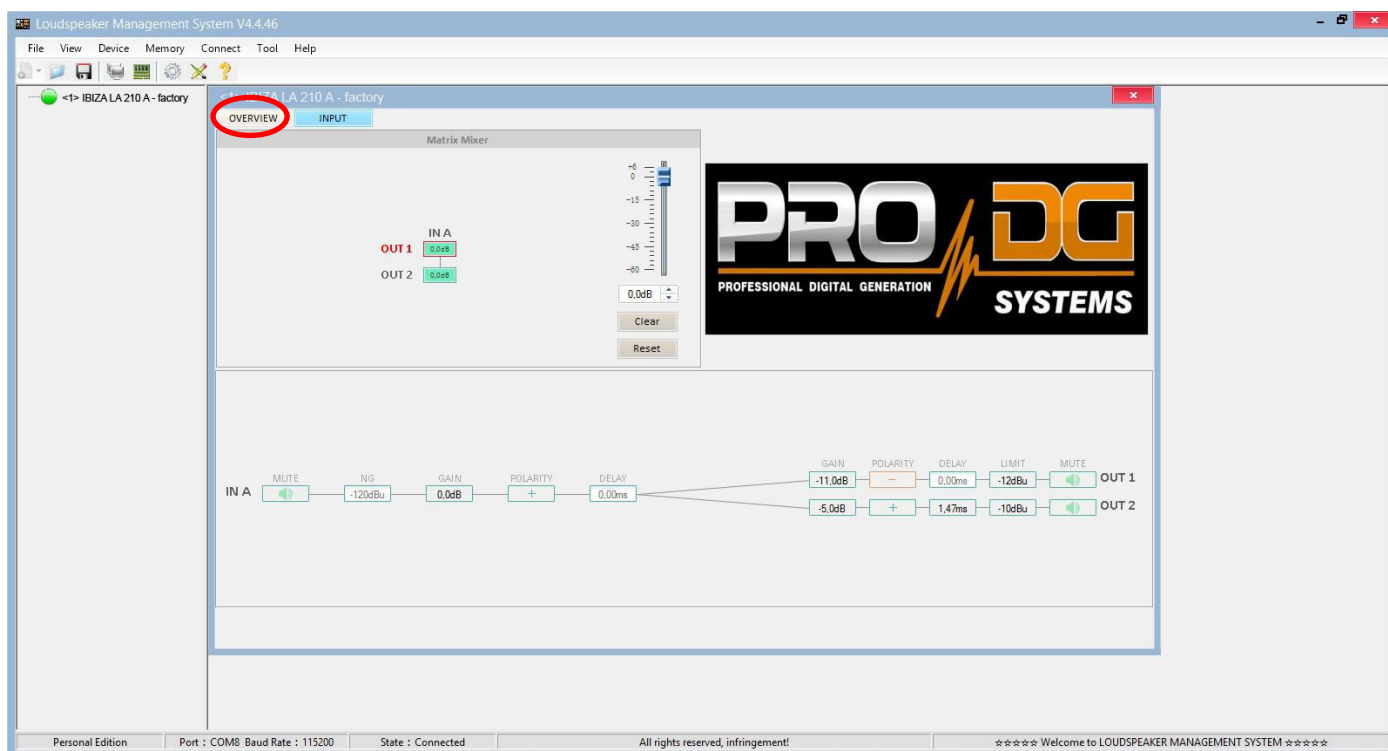 Loudspeaker Management System V4.4.46
File View Device Memory Connect Tool Help
<1> IBIZA LA 210 A - factory
<1> IBIZA LA 210 A - factory
OVERVIEW INPUT
Matrix Mixer
+6
0
-15
-30
-45
-60
IN A
OUT 1 0,0dB
OUT 2 0,0dB
0,0dB
Clear
Reset
PRO DG
PROFESSIONAL DIGITAL GENERATION
SYSTEMS
GAIN POLARITY DELAY LIMIT MUTE
-11,0dB - 0,00ms -12dBu OUT 1
MUTE NG GAIN POLARITY DELAY
IN A -120dBu 0,0dB + 0,00ms
-5,0dB + 1,47ms -10dBu OUT 2
Personal Edition Port : COM8 Baud Rate : 115200 State : Connected All rights reserved, infringement! ☆☆☆☆☆ Welcome to LOUDSPEAKER MANAGEMENT SYSTEM ☆☆☆☆☆